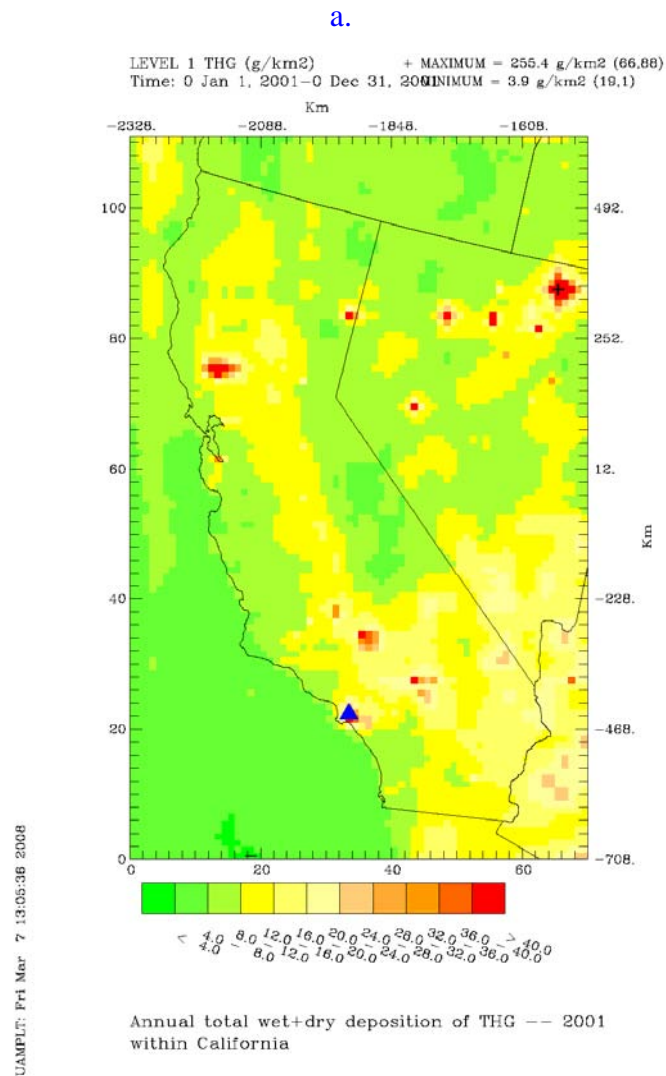 a.
LEVEL 1 THG (g/km2) + MAXIMUM = 255.4 g/km2 (66,88)
Time: 0 Jan 1, 2001-0 Dec 31, 2001 MINIMUM = 3.9 g/km2 (19,1)
Km
-2328. -2088. -1848. -1608.
100 492.
80 252.
60 12.
Km
40 -228.
20 -468.
0 -708.
0 20 40 60
< 4.0 4.0 - 8.0 8.0 - 12.0 12.0 - 16.0 16.0 - 20.0 20.0 - 24.0 24.0 - 28.0 28.0 - 32.0 32.0 - 36.0 36.0 - 40.0 > 40.0
UAMPLT: Fri Mar 7 13:05:36 2008
Annual total wet+dry deposition of THG -- 2001
within California